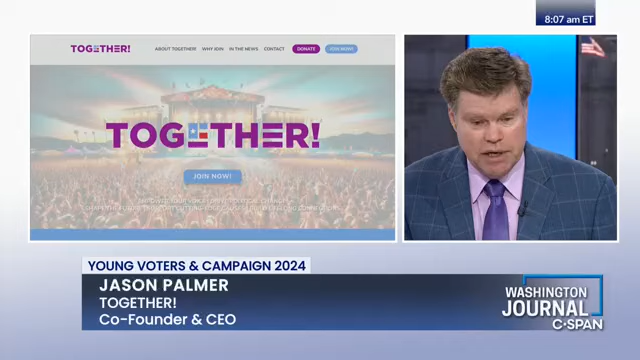 8:07 am ET
TOGETHER!
ABOUT TOGETHER WHY JOIN IN THE NEWS CONTACT DONATE JOIN NOW!
TOGETHER!
JOIN NOW!
YOUNG VOTERS & CAMPAIGN 2024
JASON PALMER
TOGETHER!
Co-Founder & CEO
WASHINGTON
JOURNAL
C-SPAN